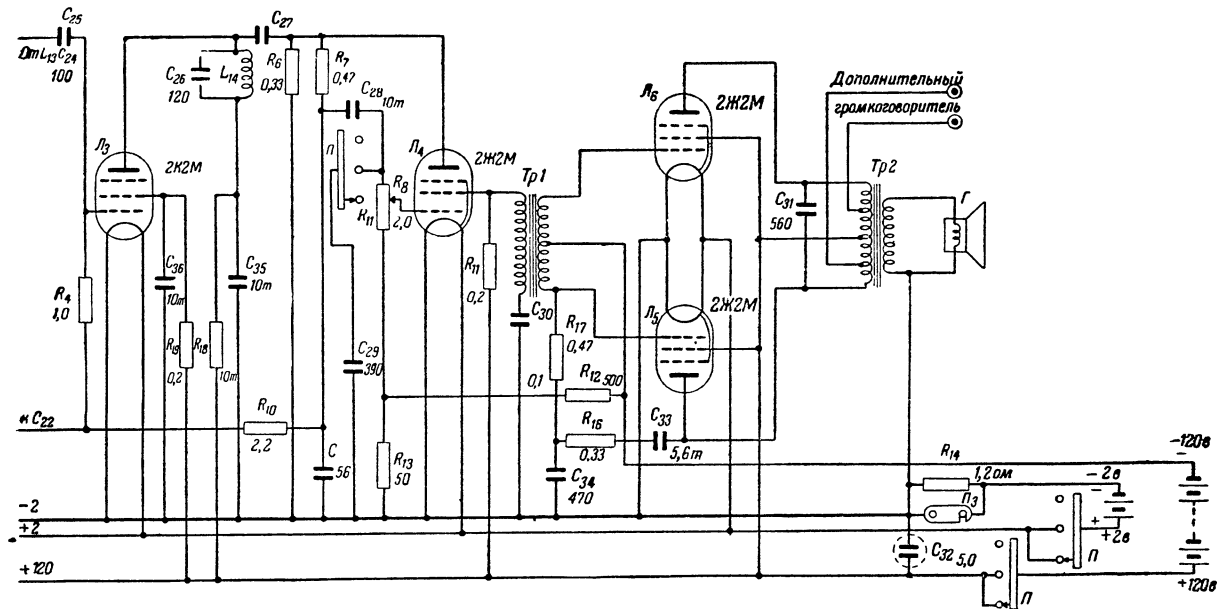 C25
От L13 C24
100
C27
C26
120
L14
R6
0,33
R7
0,47
C28
10т
Л3
2К2М
П
Л4
2Ж2М
R8
2,0
R11
Тр1
Л6
2Ж2М
Дополнительный
громкоговоритель
Тр2
C31
560
Г
R4
1,0
C36
10т
C35
10т
R19
0,2
R18
10т
R11
0,2
C30
Л5
2Ж2М
R17
0,47
C29
390
0,1
R12 500
к C22
R10
2,2
R16
0,33
C33
5,6т
C
56
R13
50
C34
470
R14
1,2ом
П3
-2в
-
+
+2в
П
-120в
-
+
+120в
-2
+2
+120
C32 5,0
П